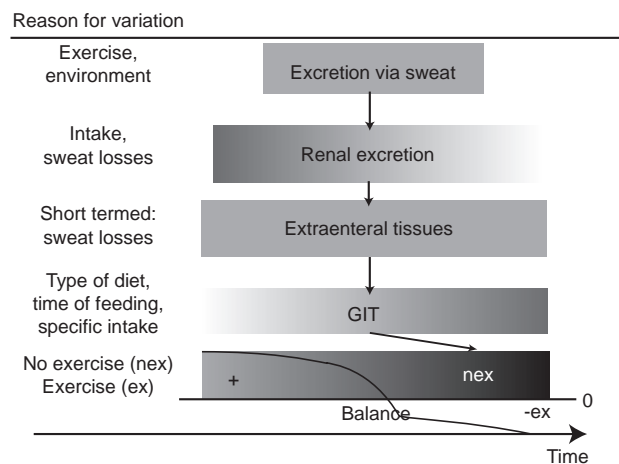 Reason for variation
Exercise,
environment
Excretion via sweat
Intake,
sweat losses
Renal excretion
Short termed:
sweat losses
Extraenteral tissues
Type of diet,
time of feeding,
specific intake
GIT
No exercise (nex)
Exercise (ex)
+
nex
Balance
-ex
0
Time